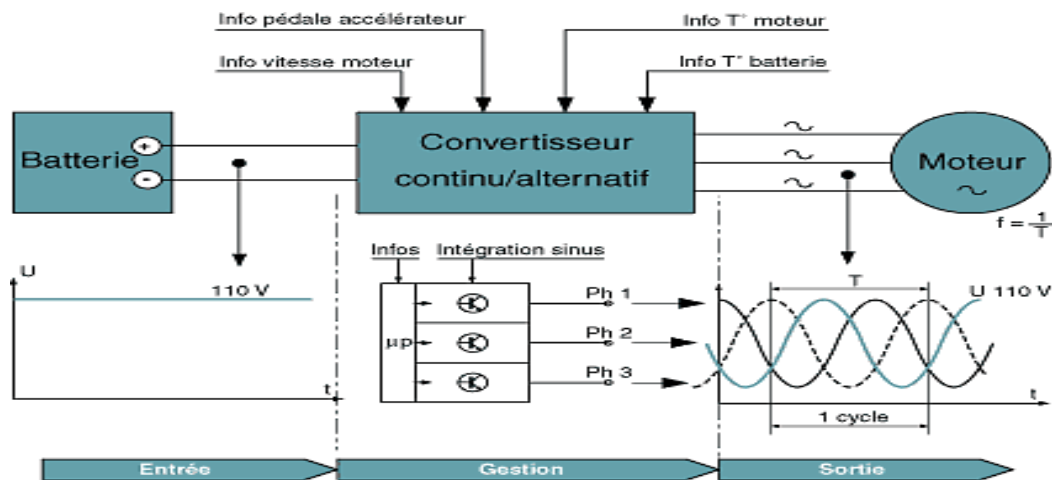 Info pédale accélérateur
Info T° moteur
Info vitesse moteur
Info T° batterie
Batterie
+
-
Convertisseur
continu/alternatif
Moteur
f = 1/T
Infos
Intégration sinus
U
110 V
t
µp
Ph 1
Ph 2
Ph 3
T
U 110 V
t
1 cycle
Entrée
Gestion
Sortie